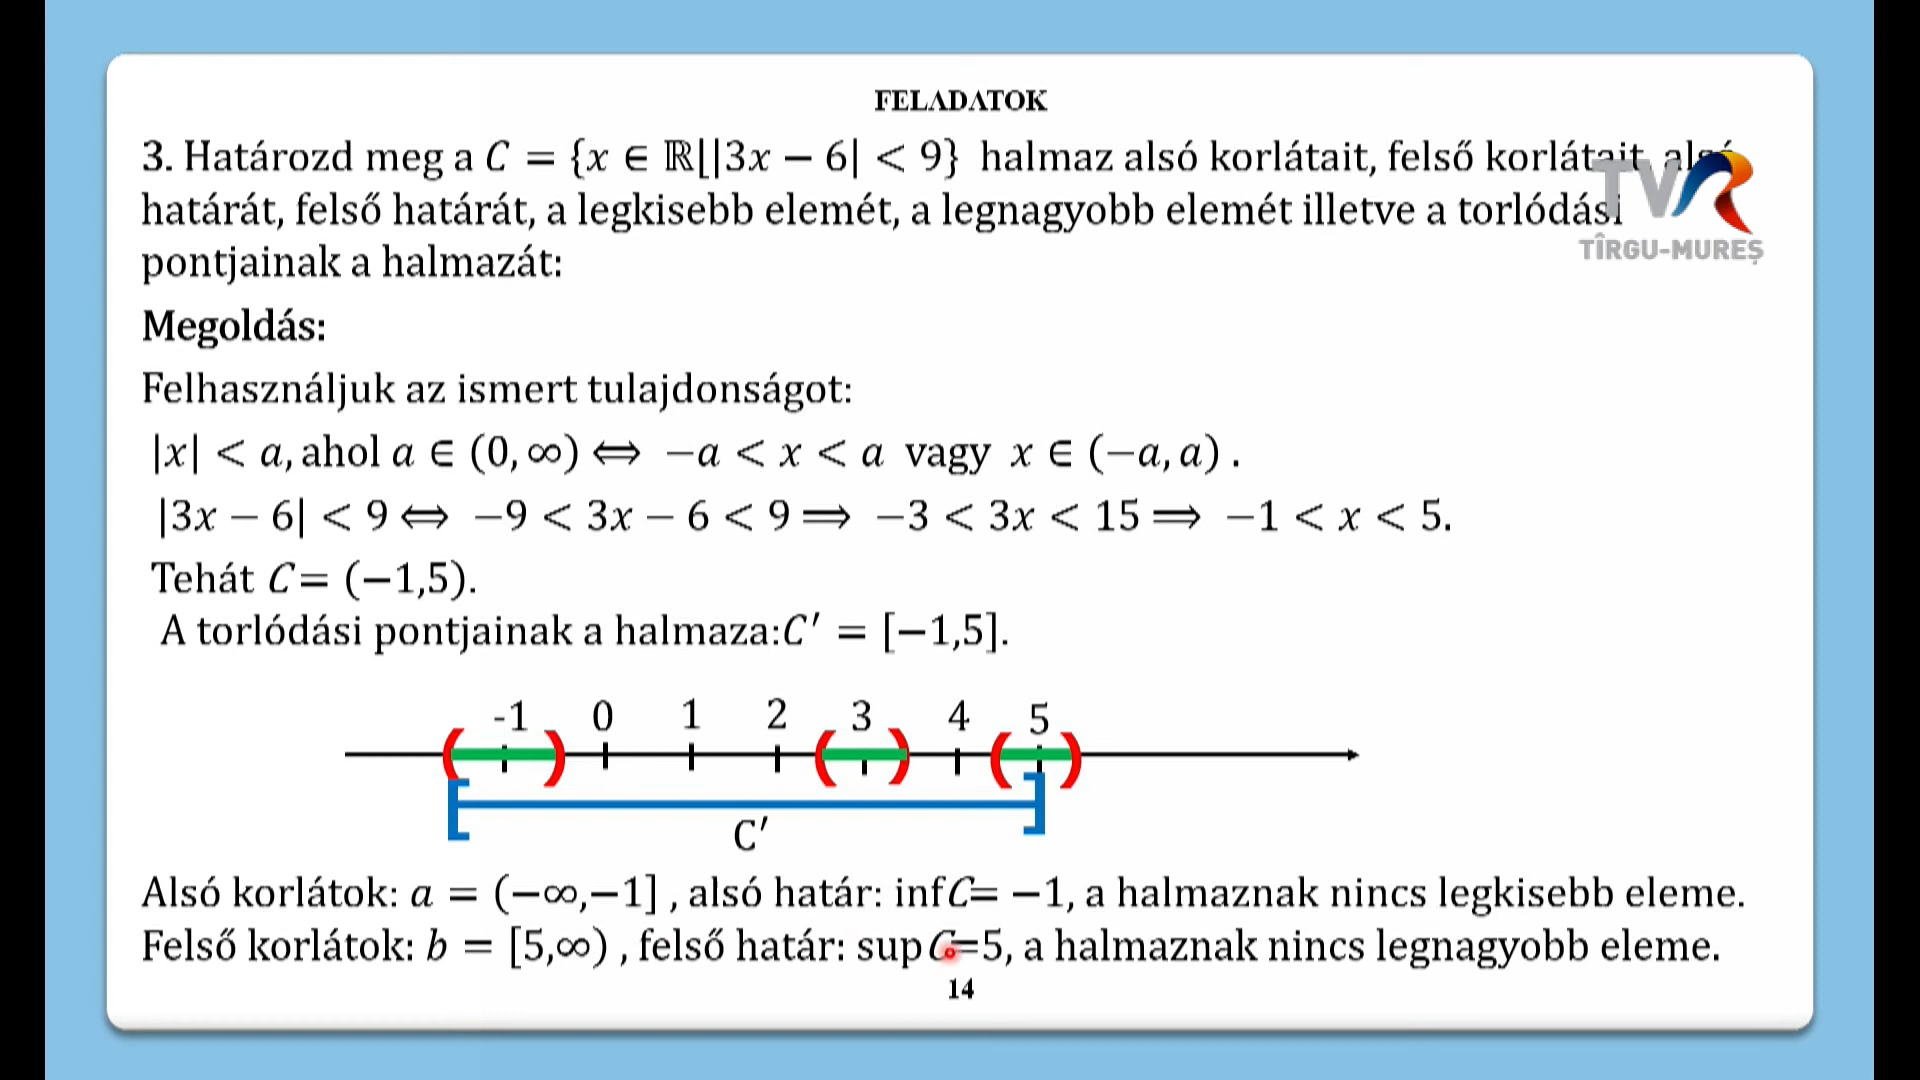 FELADATOK
3. Határozd meg a C = {x ∈ ℝ||3x − 6| < 9} halmaz alsó korlátait, felső korlátait, alsó
határát, felső határát, a legkisebb elemét, a legnagyobb elemét illetve a torlódási
pontjainak a halmazát:
TVR
TÎRGU-MUREȘ
Megoldás:
Felhasználjuk az ismert tulajdonságot:
|x| < a, ahol a ∈ (0, ∞) ⟺ −a < x < a vagy x ∈ (−a, a) .
|3x − 6| < 9 ⟺ −9 < 3x − 6 < 9 ⟹ −3 < 3x < 15 ⟹ −1 < x < 5.
Tehát C= (−1,5).
A torlódási pontjainak a halmaza:C′ = [−1,5].
-1 0 1 2 3 4 5
C′
Alsó korlátok: a = (−∞,−1] , alsó határ: infC= −1, a halmaznak nincs legkisebb eleme.
Felső korlátok: b = [5,∞) , felső határ: sup C=5, a halmaznak nincs legnagyobb eleme.
14